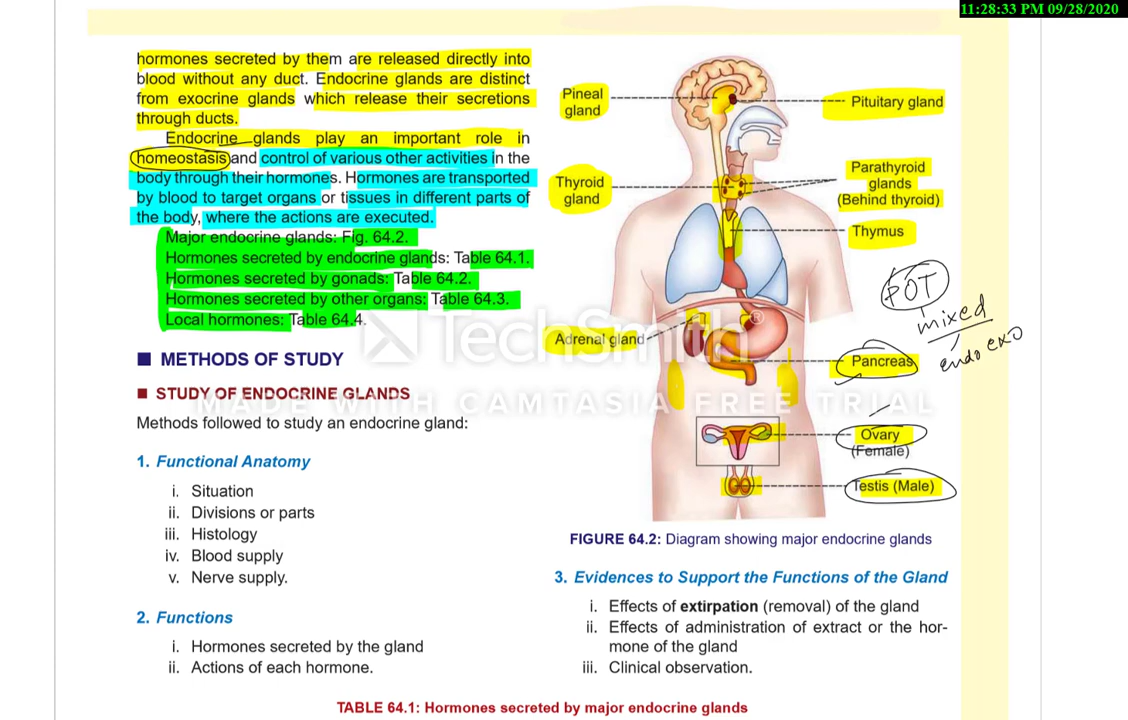 11:28:33 PM 09/28/2020
hormones secreted by them are released directly into
blood without any duct. Endocrine glands are distinct
from exocrine glands which release their secretions
through ducts.
Endocrine glands play an important role in
homeostasis and control of various other activities in the
body through their hormones. Hormones are transported
by blood to target organs or tissues in different parts of
the body, where the actions are executed.
Major endocrine glands: Fig. 64.2.
Hormones secreted by endocrine glands: Table 64.1.
Hormones secreted by gonads: Table 64.2.
Hormones secreted by other organs: Table 64.3.
Local hormones: Table 64.4.
METHODS OF STUDY
STUDY OF ENDOCRINE GLANDS
Methods followed to study an endocrine gland:
1. Functional Anatomy
i. Situation
ii. Divisions or parts
iii. Histology
iv. Blood supply
v. Nerve supply.
2. Functions
i. Hormones secreted by the gland
ii. Actions of each hormone.
Pineal
gland
Pituitary gland
Thyroid
gland
Parathyroid
glands
(Behind thyroid)
Thymus
POT
mixed
endo exo
Adrenal gland
Pancreas
Ovary
(Female)
Testis (Male)
TechSmith®
MADE WITH CAMTASIA FREE TRIAL
FIGURE 64.2: Diagram showing major endocrine glands
3. Evidences to Support the Functions of the Gland
i. Effects of extirpation (removal) of the gland
ii. Effects of administration of extract or the hor-
mone of the gland
iii. Clinical observation.
TABLE 64.1: Hormones secreted by major endocrine glands